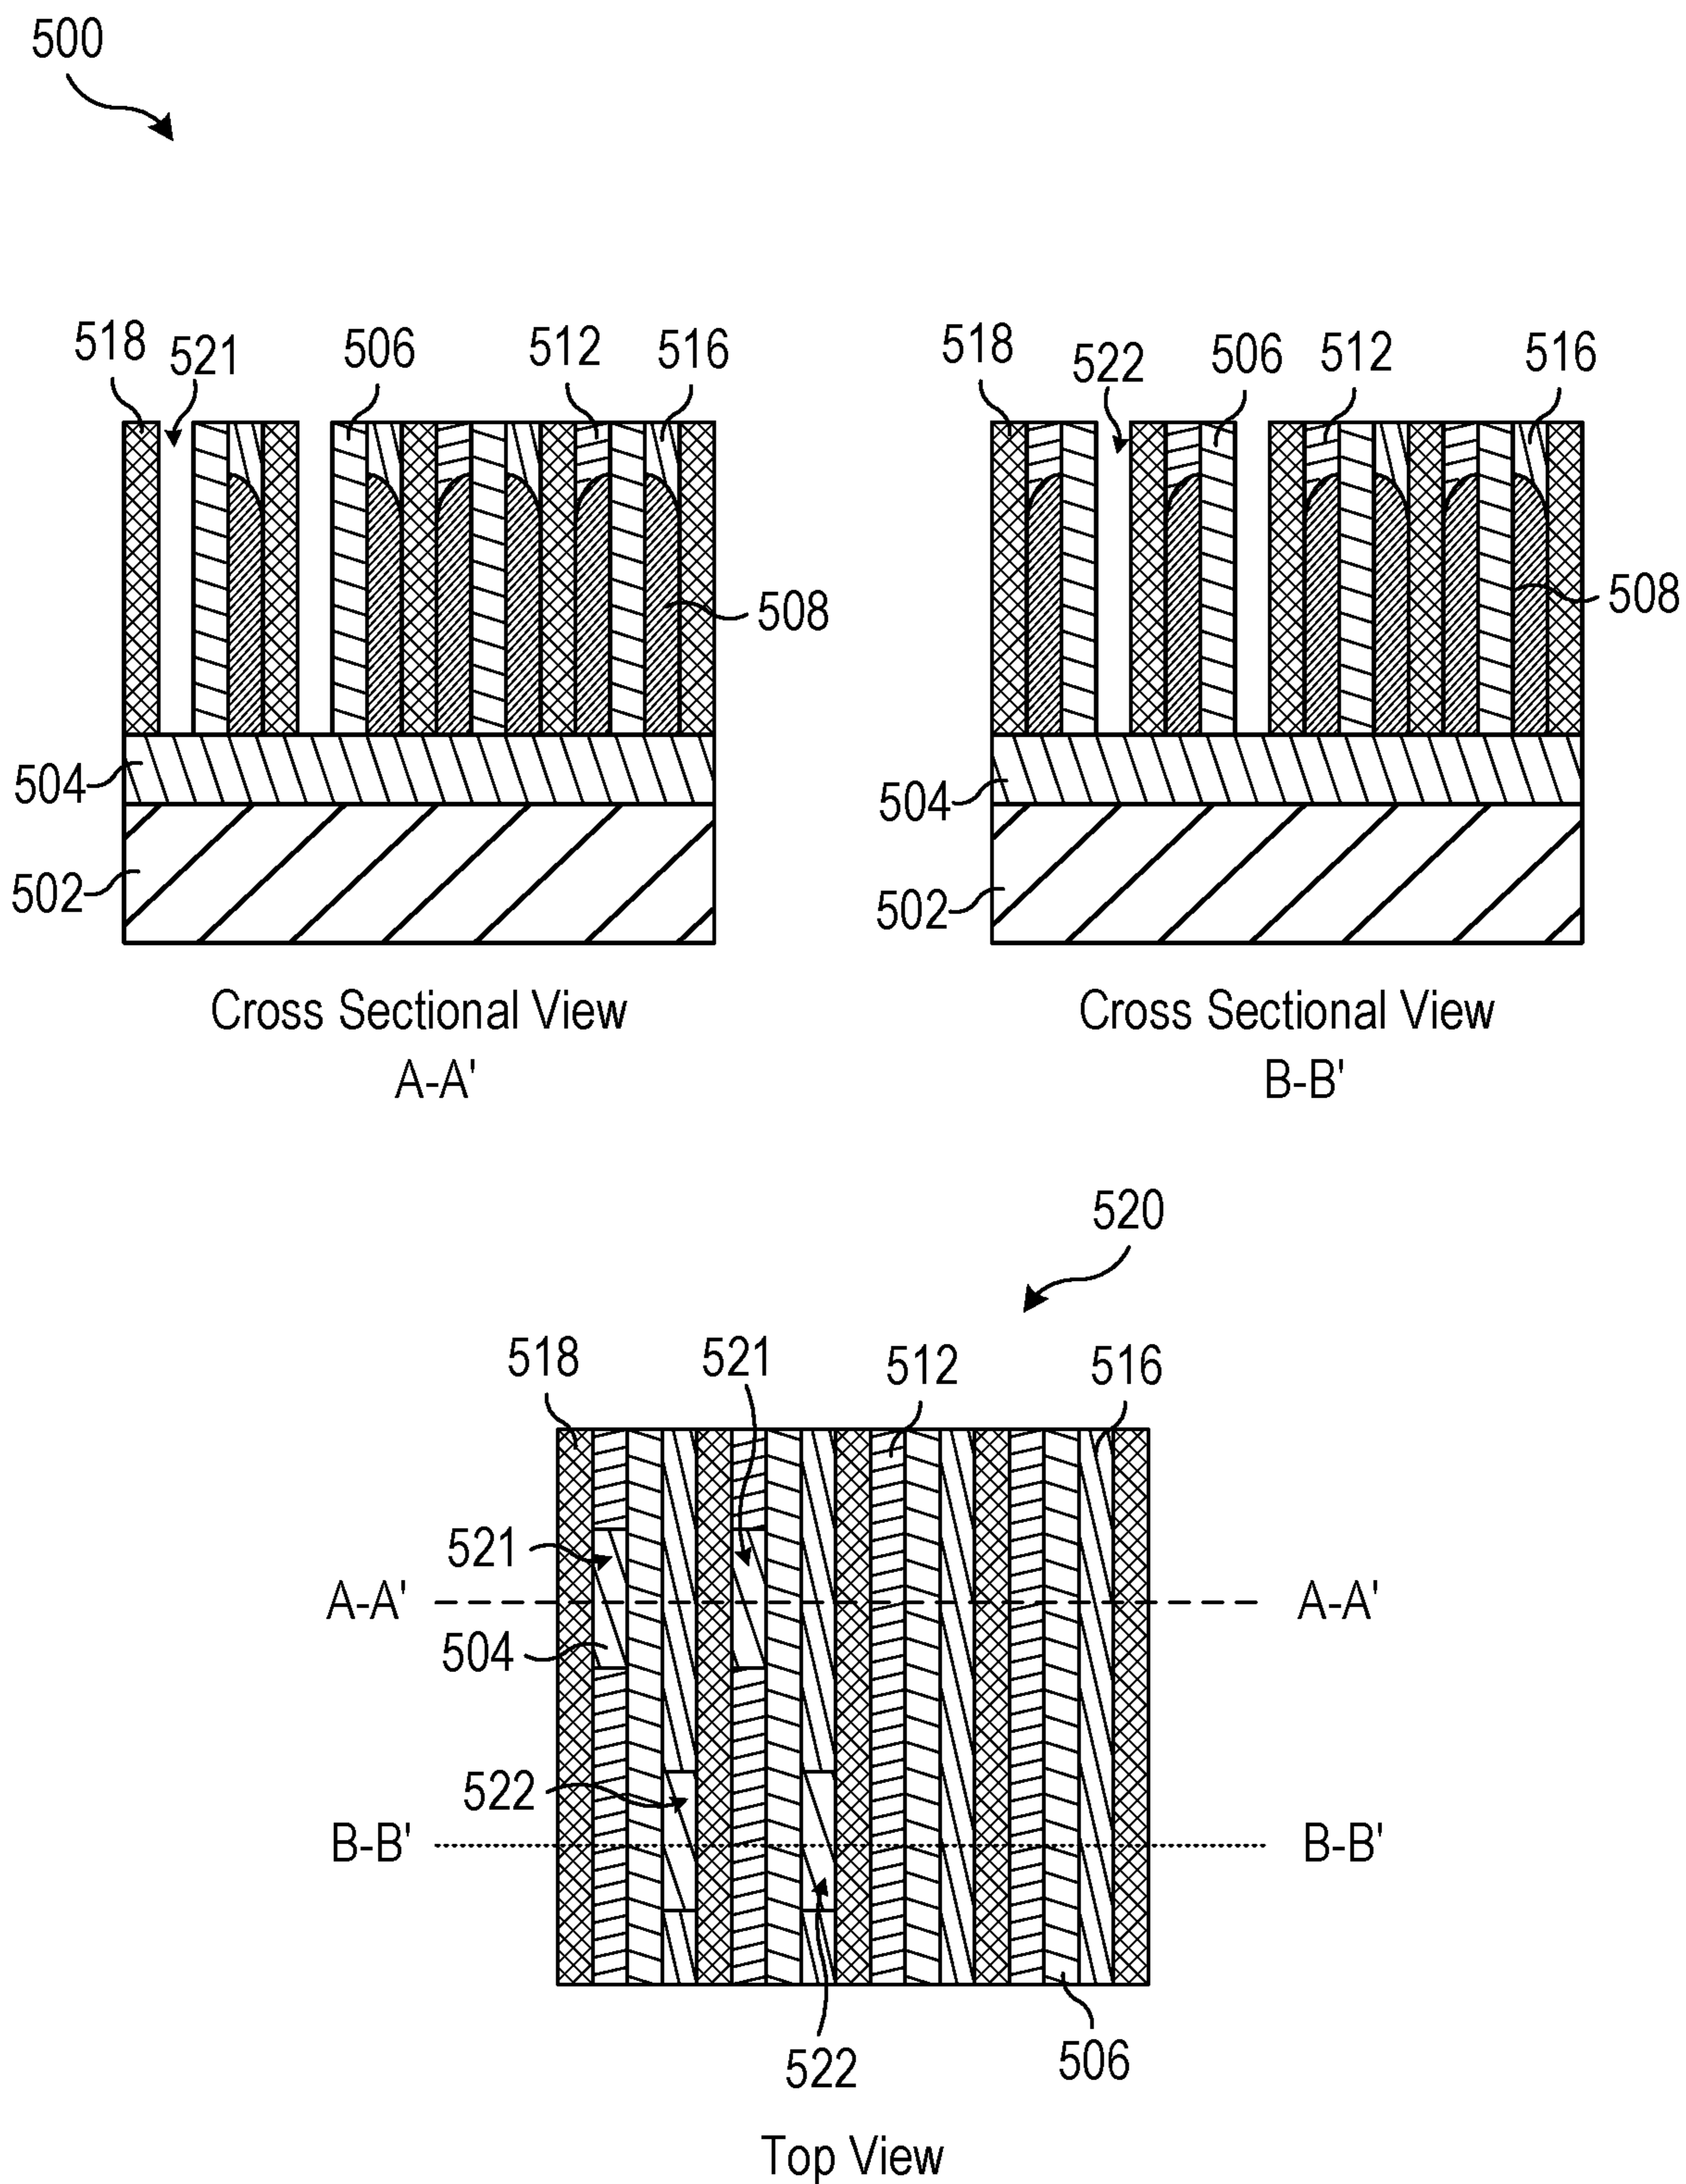 500
518 521 506 512 516
518 522 506 512 516
508
508
504
504
502
502
Cross Sectional View
A-A'
Cross Sectional View
B-B'
520
518 521 512 516
521
A-A' A-A'
504
522
B-B' B-B'
522 506
Top View